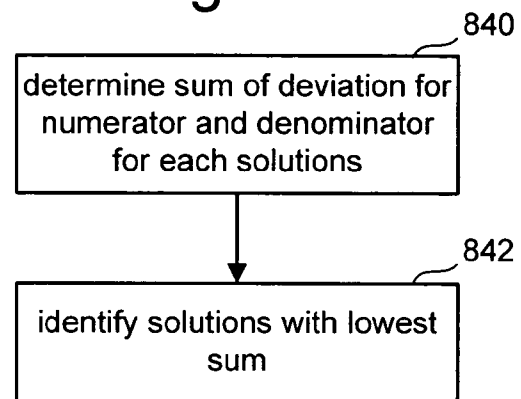 840
determine sum of deviation for
numerator and denominator
for each solutions
842
identify solutions with lowest
sum